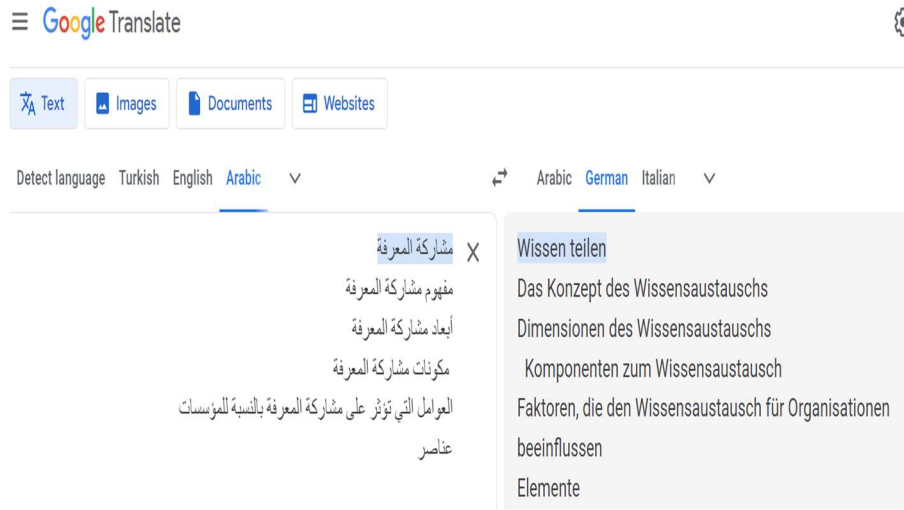 Google Translate
Text Images Documents Websites
Detect language Turkish English Arabic
Arabic German Italian
مشاركة المعرفة
مفهوم مشاركة المعرفة
أبعاد مشاركة المعرفة
مكونات مشاركة المعرفة
العوامل التي تؤثر على مشاركة المعرفة بالنسبة للمؤسسات
عناصر
Wissen teilen
Das Konzept des Wissensaustauschs
Dimensionen des Wissensaustauschs
Komponenten zum Wissensaustausch
Faktoren, die den Wissensaustausch für Organisationen
beeinflussen
Elemente